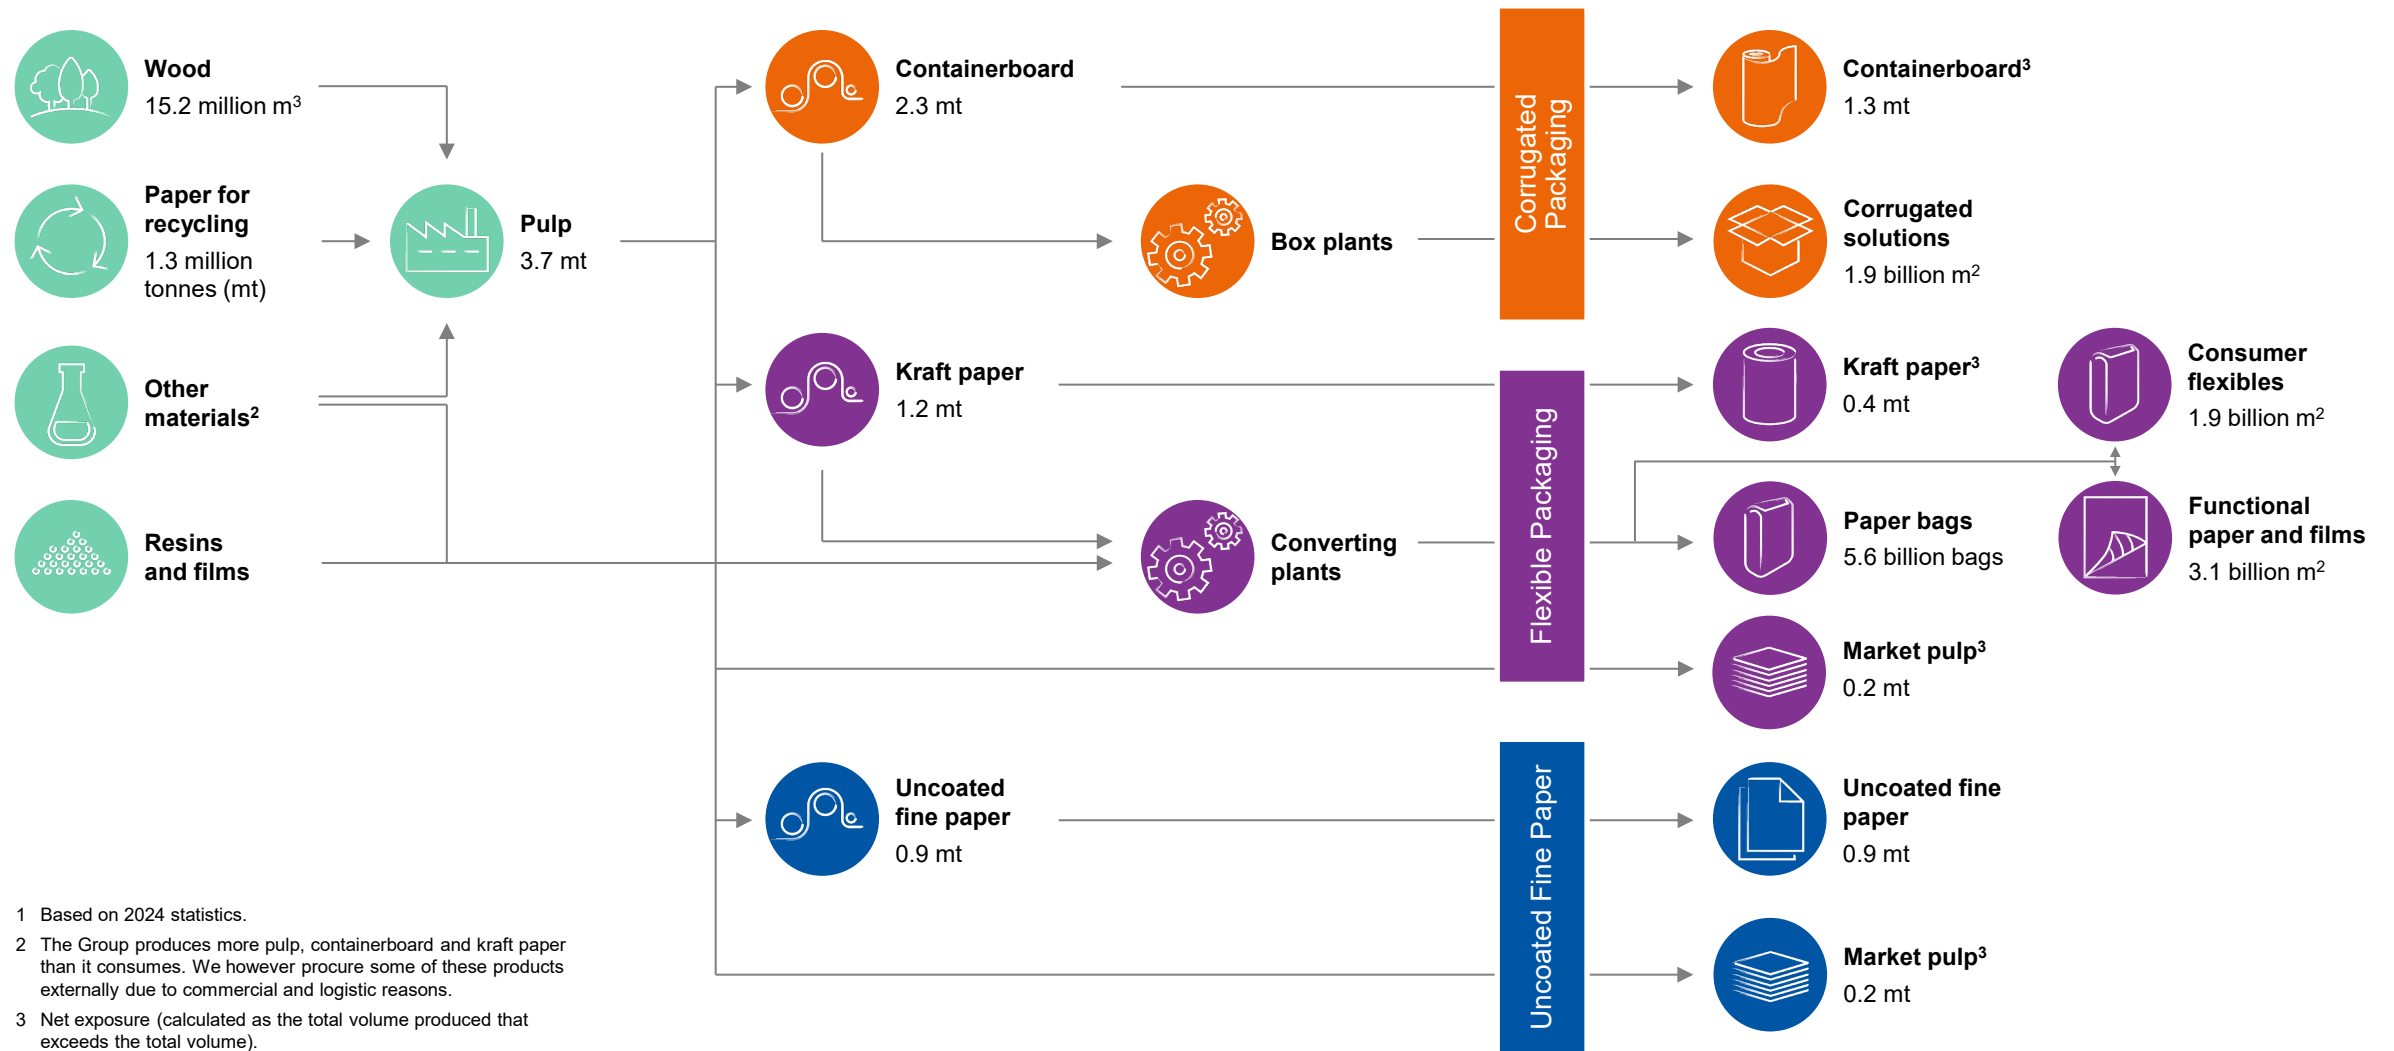 Wood
15.2 million m³
Paper for
recycling
1.3 million
tonnes (mt)
Other
materials²
Resins
and films
Pulp
3.7 mt
Containerboard
2.3 mt
Box plants
Kraft paper
1.2 mt
Converting
plants
Uncoated
fine paper
0.9 mt
Corrugated
Packaging
Flexible Packaging
Uncoated Fine Paper
Containerboard³
1.3 mt
Corrugated
solutions
1.9 billion m²
Kraft paper³
0.4 mt
Consumer
flexibles
1.9 billion m²
Paper bags
5.6 billion bags
Functional
paper and films
3.1 billion m²
Market pulp³
0.2 mt
Uncoated fine
paper
0.9 mt
Market pulp³
0.2 mt
1 Based on 2024 statistics.
2 The Group produces more pulp, containerboard and kraft paper
than it consumes. We however procure some of these products
externally due to commercial and logistic reasons.
3 Net exposure (calculated as the total volume produced that
exceeds the total volume).